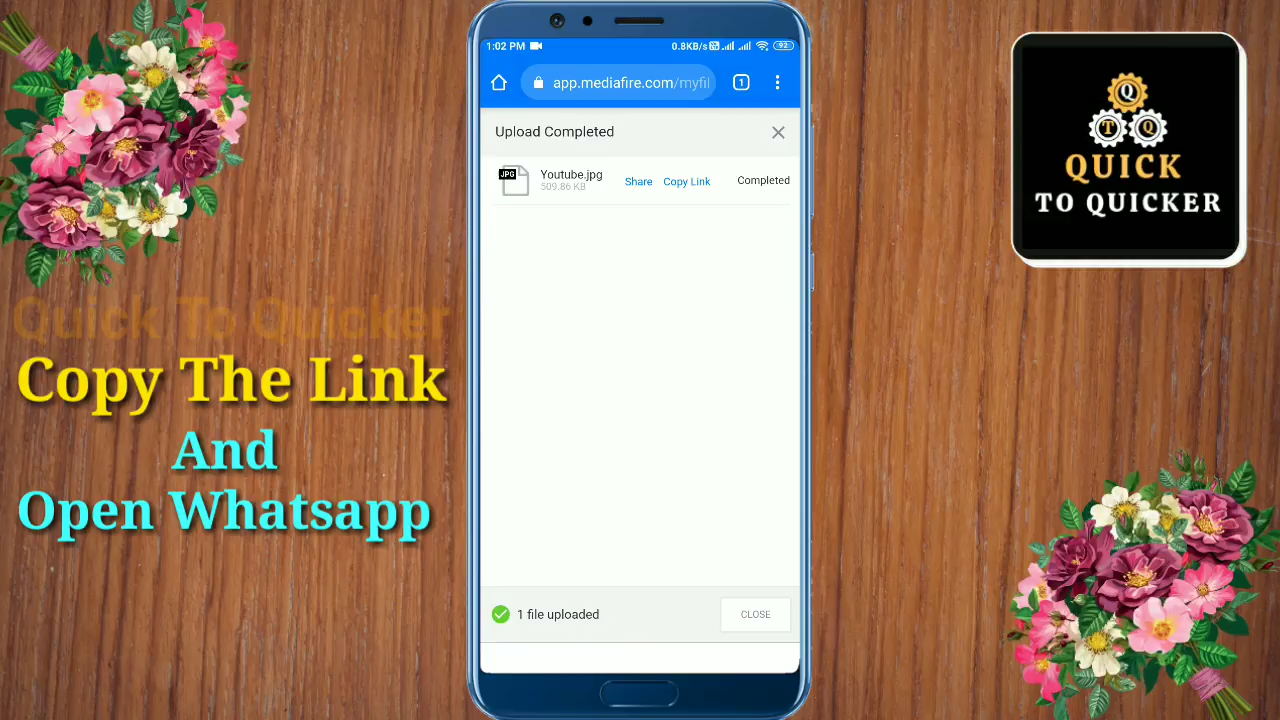 1:02 PM
0.8KB/s
92
app.mediafire.com/myfil
1
Upload Completed
JPG
Youtube.jpg
509.86 KB
Share
Copy Link
Completed
1 file uploaded
CLOSE
Quick To Quicker
Copy The Link
And
Open Whatsapp
Q
T
Q
QUICK
TO QUICKER